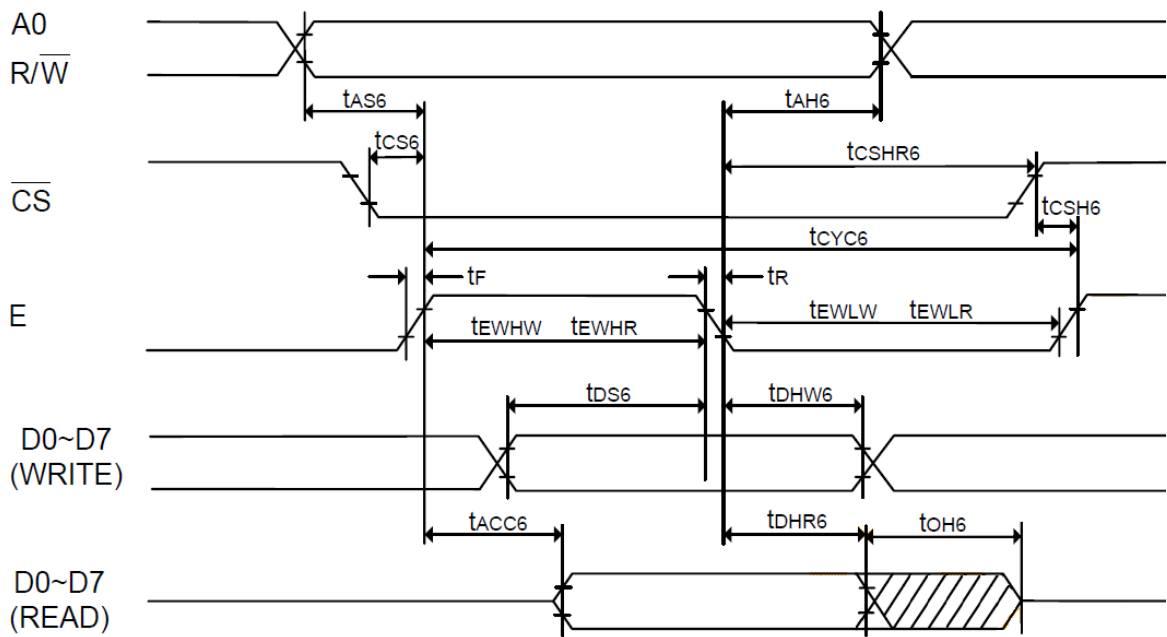 A0
R/W̅
tAS6
tAH6
tCS6
tCSHR6
C̅S̅
tCSH6
tCYC6
tF
tR
E
tEWHW tEWHR
tEWLW tEWLR
tDS6
tDHW6
D0~D7
(WRITE)
tACC6
tDHR6
tOH6
D0~D7
(READ)